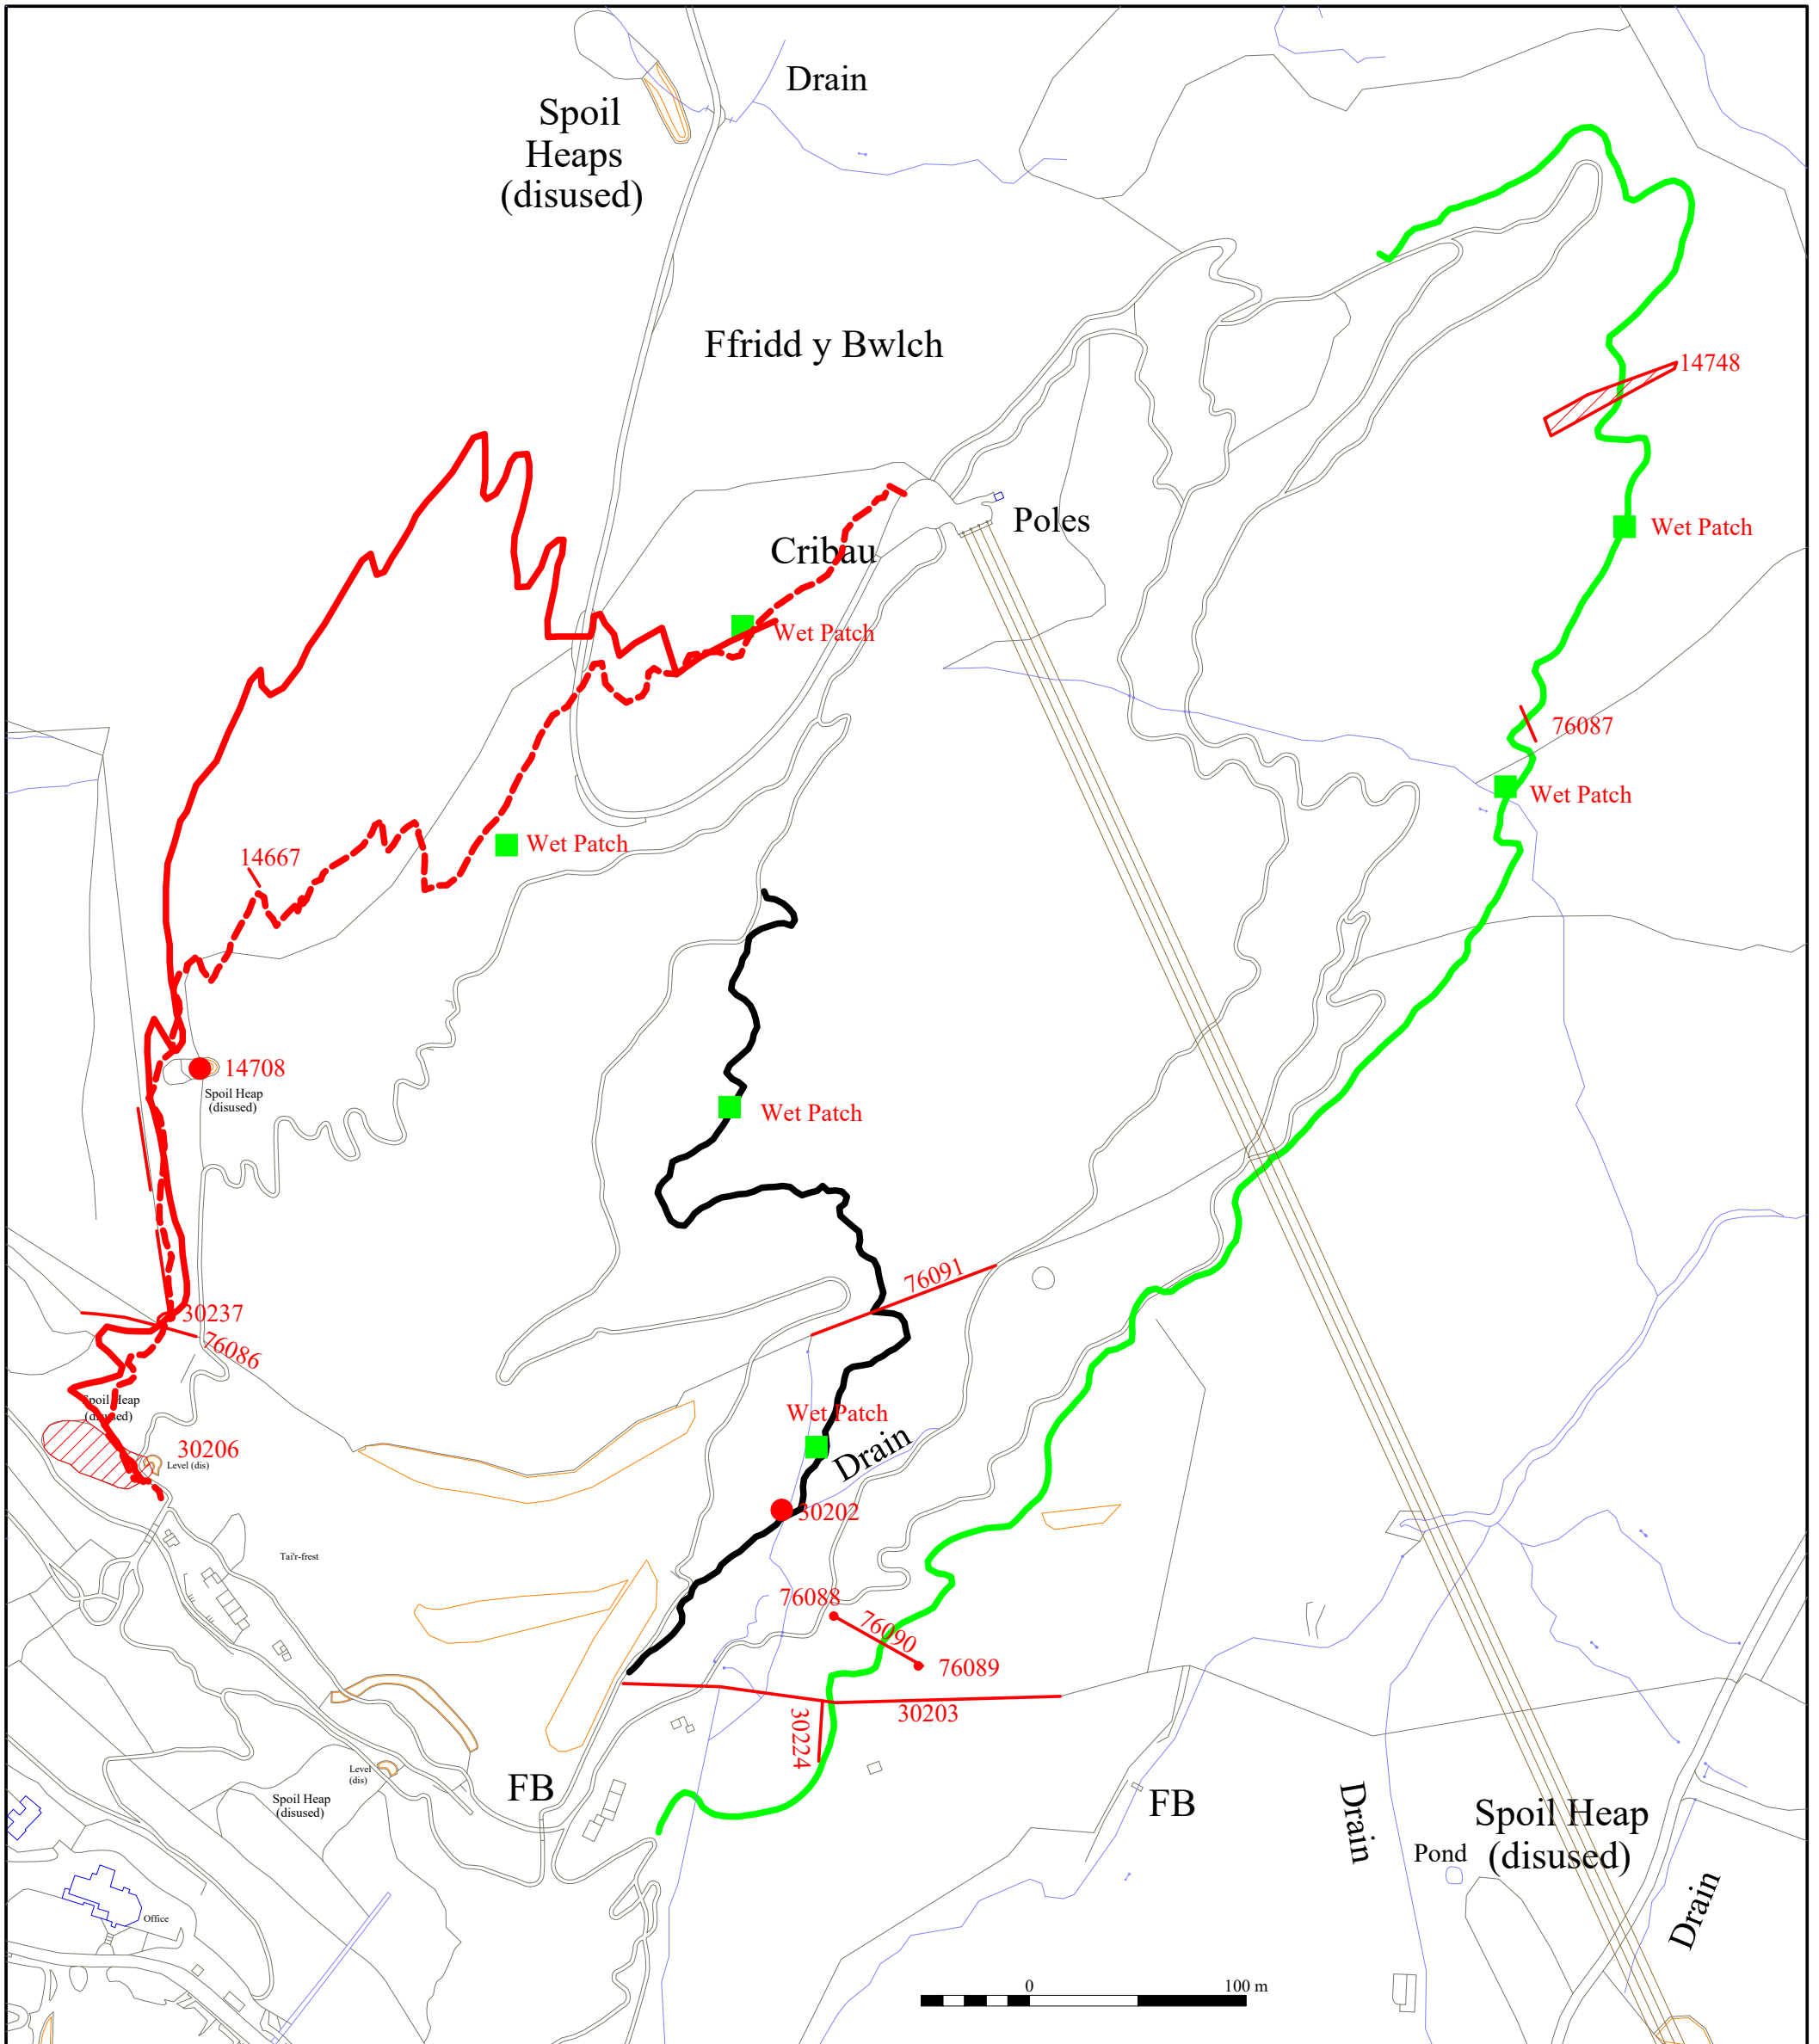 Drain
Spoil
Heaps
(disused)
Ffridd y Bwlch
14748
Poles
Wet Patch
Cribau
Wet Patch
76087
Wet Patch
Wet Patch
14667
14708
Spoil Heap
(disused)
Wet Patch
76091
30237
76086
Spoil Heap
(disused)
Wet Patch
30206
Level (dis)
Drain
30202
Tai'r-frest
76088
76090
76089
30203
30224
Level
(dis)
FB
Spoil Heap
(disused)
FB
Drain
Spoil Heap
(disused)
Pond
Drain
Office
0 100 m